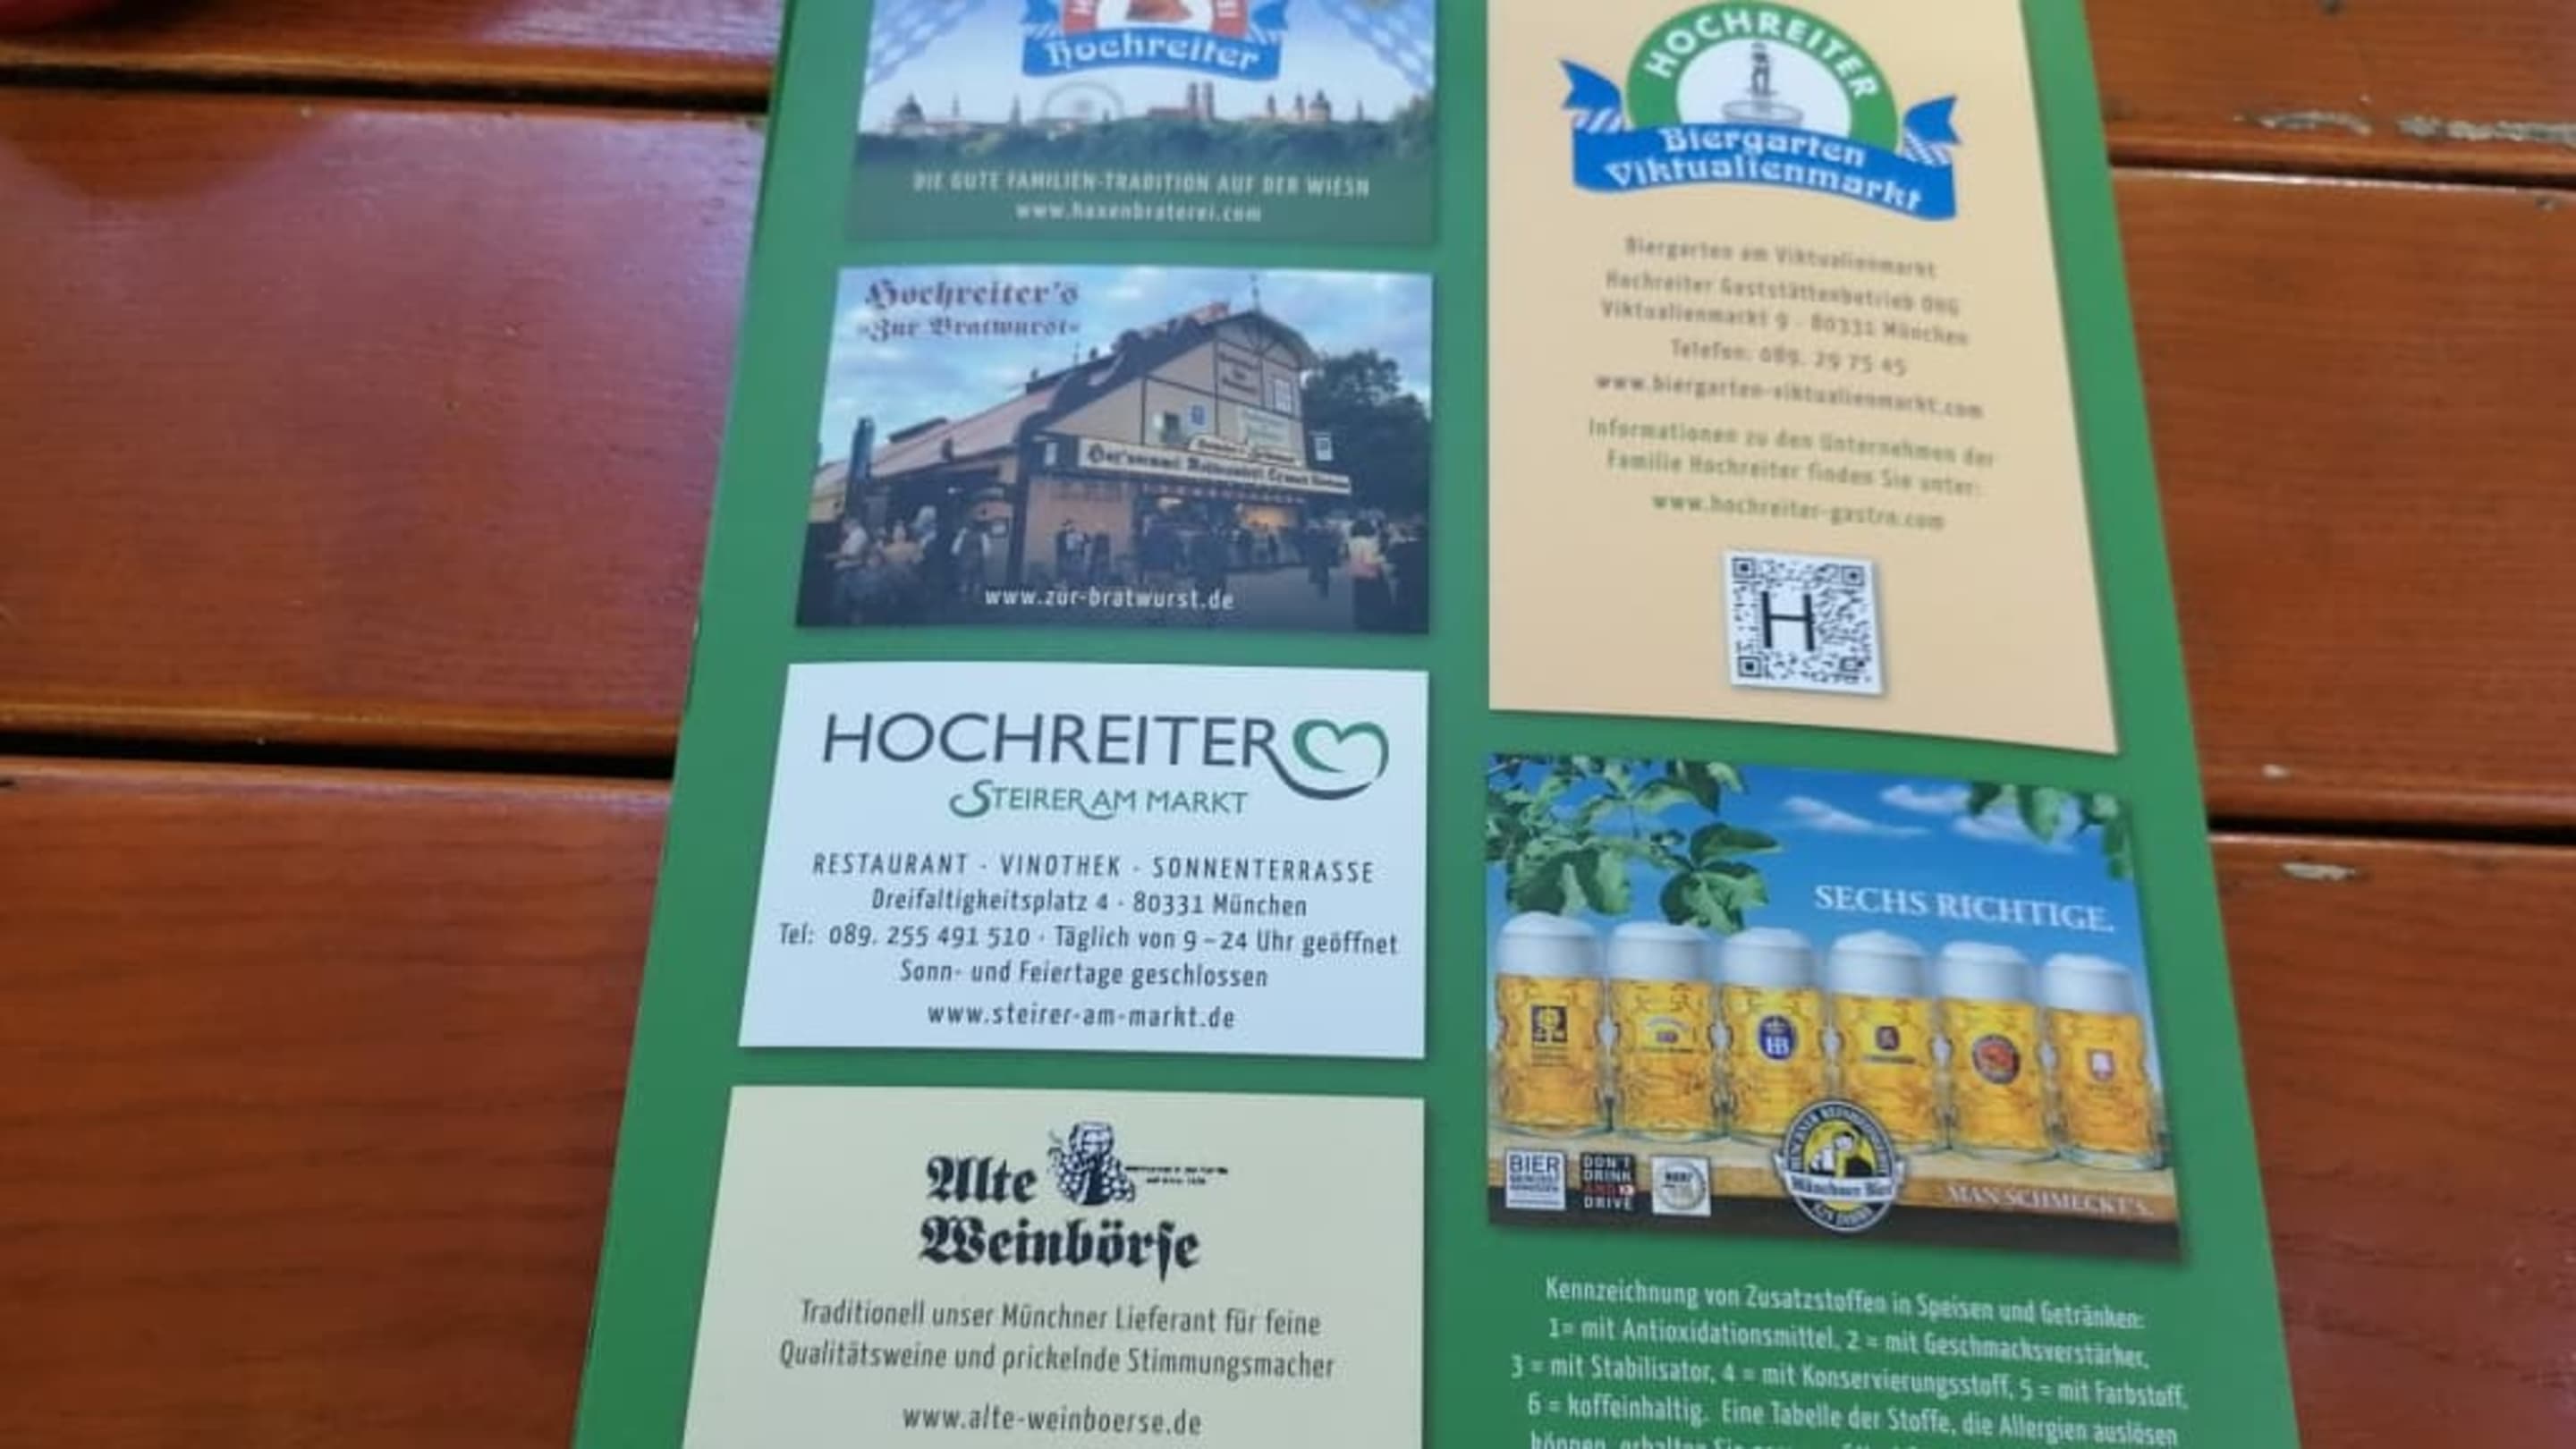 Hochreiter
DIE GUTE FAMILIEN-TRADITION AUF DER WIESN
www.haxenbraterei.com
Hochreiter's
»Zur Bratwurst«
www.zur-bratwurst.de
HOCHREITER
STEIRER AM MARKT
RESTAURANT - VINOTHEK - SONNENTERRASSE
Dreifaltigkeitsplatz 4 - 80331 München
Tel: 089. 255 491 510 · Täglich von 9 – 24 Uhr geöffnet
Sonn- und Feiertage geschlossen
www.steirer-am-markt.de
Alte
Weinbörse
Traditionell unser Münchner Lieferant für feine
Qualitätsweine und prickelnde Stimmungsmacher
www.alte-weinboerse.de
HOCHREITER
Biergarten
Viktualienmarkt
Biergarten am Viktualienmarkt
Hochreiter Gaststättenbetrieb OHG
Viktualienmarkt 9 - 80331 München
Telefon: 089. 29 75 45
www.biergarten-viktualienmarkt.com
Informationen zu den Unternehmen der
Familie Hochreiter finden Sie unter:
www.hochreiter-gastro.com
H
SECHS RICHTIGE.
HB
BIER
DON'T
DRINK
AND
DRIVE
Münchner Bier
MAN SCHMECKT'S.
Kennzeichnung von Zusatzstoffen in Speisen und Getränken:
1= mit Antioxidationsmittel, 2 = mit Geschmacksverstärker,
3 = mit Stabilisator, 4 = mit Konservierungsstoff, 5 = mit Farbstoff,
6 = koffeinhaltig. Eine Tabelle der Stoffe, die Allergien auslösen
können, erhalten Sie